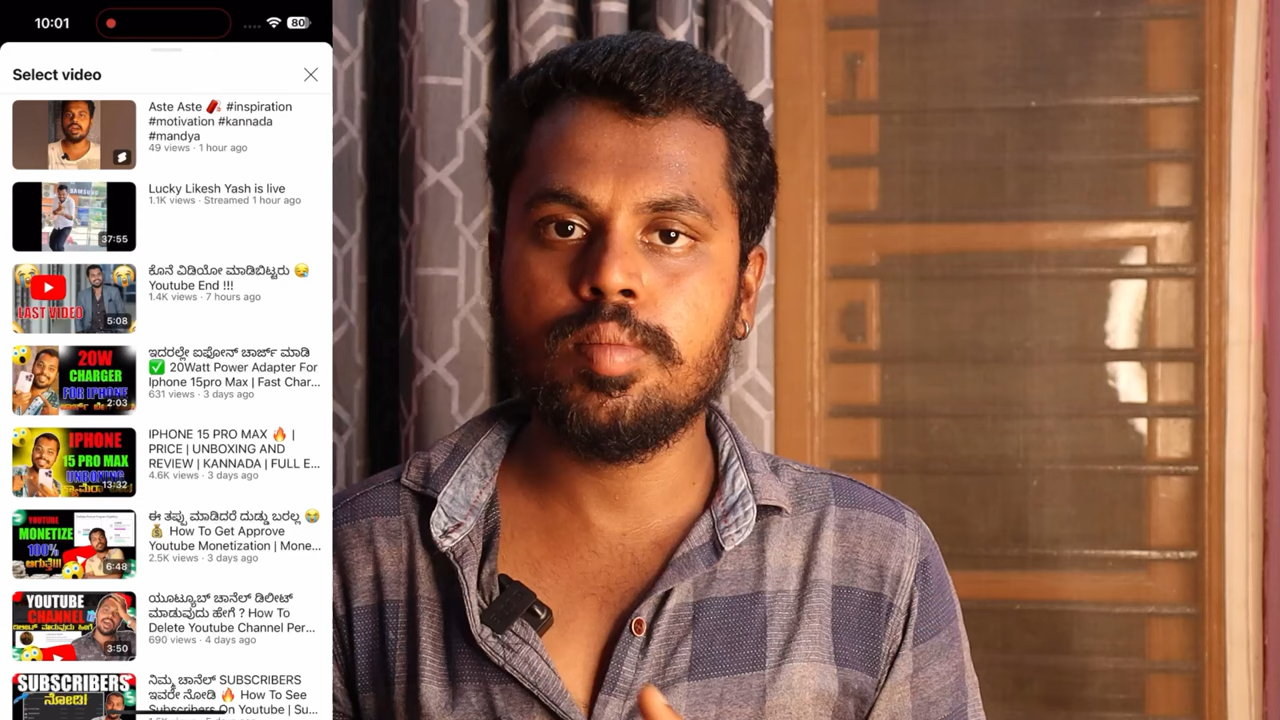 10:01
80
Select video
Aste Aste 🧨 #inspiration
#motivation #kannada
#mandya
49 views · 1 hour ago
SAMSUNG
37:55
Lucky Likesh Yash is live
1.1K views · Streamed 1 hour ago
LAST VIDEO
5:08
ಕೊನೆ ವಿಡಿಯೋ ಮಾಡಿಬಿಟ್ಟರು 😪
Youtube End !!!
1.4K views · 7 hours ago
20W
CHARGER
FOR IPHONE
2:03
ಇದರಲ್ಲೇ ಐಫೋನ್ ಚಾರ್ಜ್ ಮಾಡಿ
✅ 20Watt Power Adapter For
Iphone 15pro Max | Fast Char...
631 views · 3 days ago
IPHONE
15 PRO MAX
UNBOXING
13:32
IPHONE 15 PRO MAX 🔥 |
PRICE | UNBOXING AND
REVIEW | KANNADA | FULL E...
4.6K views · 3 days ago
YOUTUBE
MONETIZE
100%
ಆಗುತ್ತೆ!!!
6:48
ಈ ತಪ್ಪು ಮಾಡಿದರೆ ದುಡ್ಡು ಬರಲ್ಲ 😭
💰 How To Get Approve
Youtube Monetization | Mone...
2.5K views · 3 days ago
YOUTUBE
CHANNEL
ಡಿಲೀಟ್ ಮಾಡುವುದು ಹೇಗೆ
3:50
ಯೂಟ್ಯೂಬ್ ಚಾನೆಲ್ ಡಿಲೀಟ್
ಮಾಡುವುದು ಹೇಗೆ ? How To
Delete Youtube Channel Per...
690 views · 4 days ago
SUBSCRIBERS
ನೋಡಿ!
ನಿಮ್ಮ ಚಾನೆಲ್ SUBSCRIBERS
ಇವರೇ ನೋಡಿ 🔥 How To See
Subscribers On Youtube | Su...